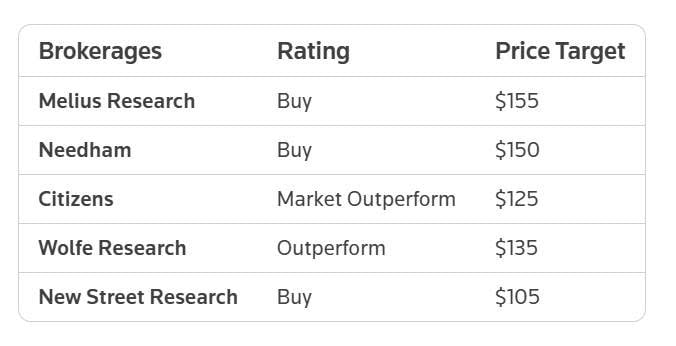 Brokerages Rating Price Target
Melius Research Buy $155
Needham Buy $150
Citizens Market Outperform $125
Wolfe Research Outperform $135
New Street Research Buy $105